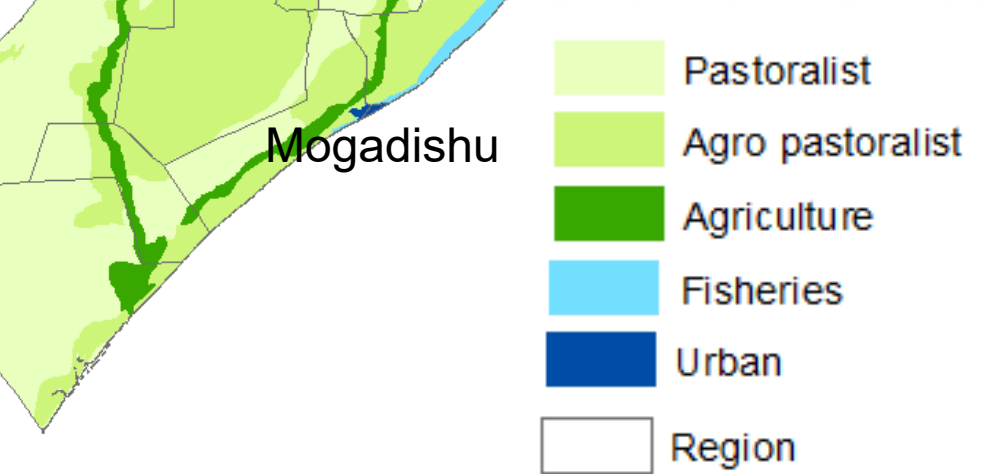 Mogadishu
Pastoralist
Agro pastoralist
Agriculture
Fisheries
Urban
Region